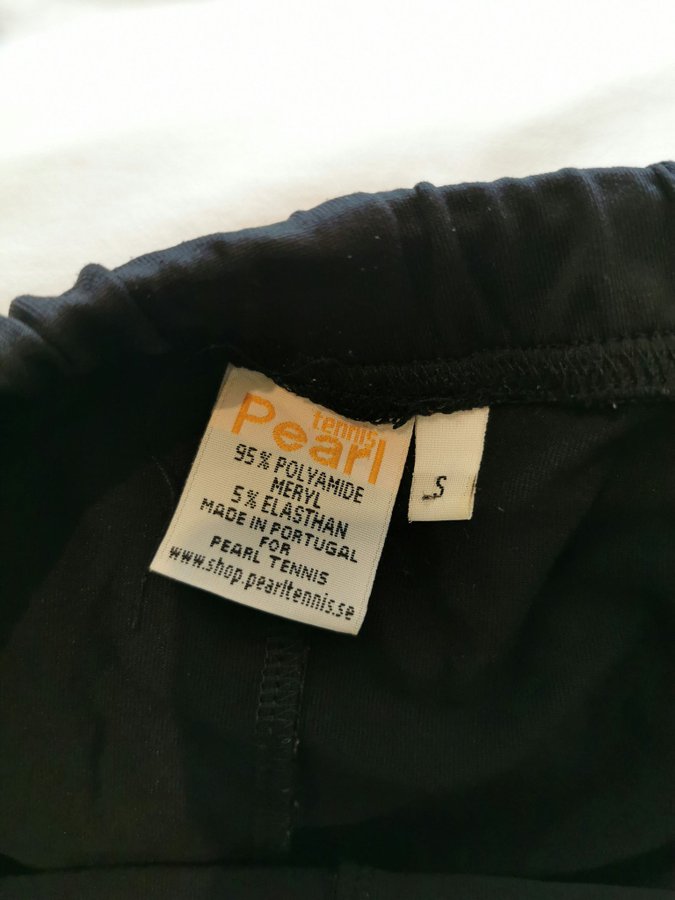 tennis
Pearl
95% POLYAMIDE
MERYL
5% ELASTHAN
MADE IN PORTUGAL
FOR
PEARL TENNIS
www.shop.pearltennis.se
S